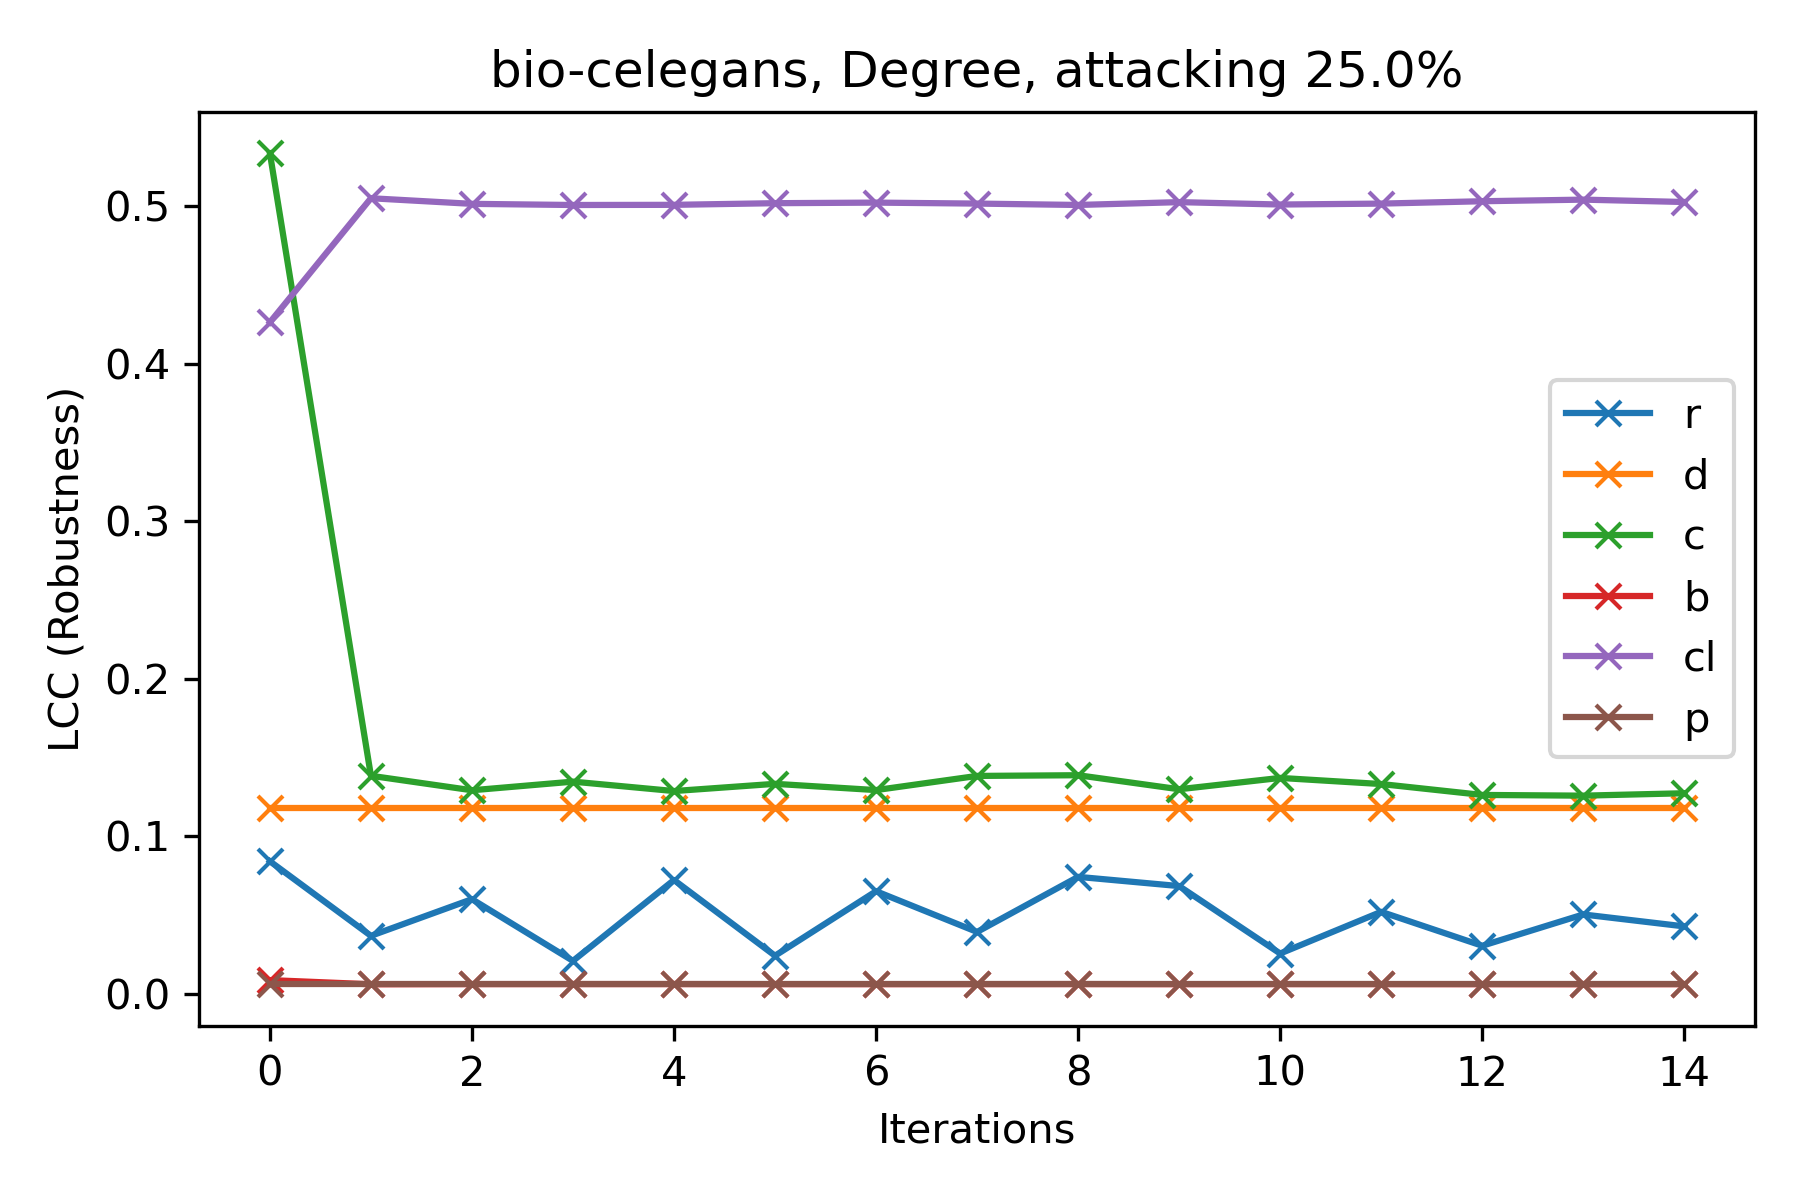 bio-celegans, Degree, attacking 25.0%
LCC (Robustness)
0.5
0.4
0.3
0.2
0.1
0.0
r
d
c
b
cl
p
0 2 4 6 8 10 12 14
Iterations